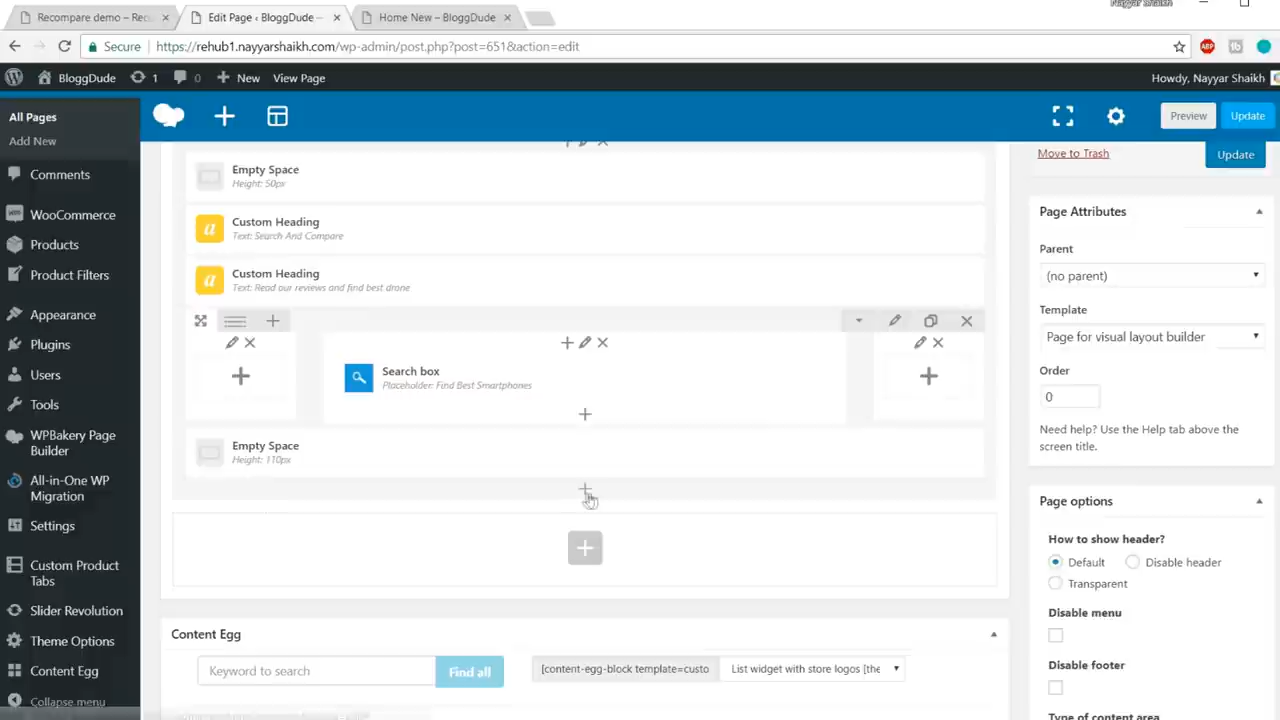 Nayyar Shaikh
Recompare demo – Recu
Edit Page ‹ BloggDude —
Home New – BloggDude
Secure
https://rehub1.nayyarshaikh.com/wp-admin/post.php?post=651&action=edit
ABP
BloggDude
1
0
New
View Page
Howdy, Nayyar Shaikh
All Pages
Add New
Comments
WooCommerce
Products
Product Filters
Appearance
Plugins
Users
Tools
WPBakery Page
Builder
All-in-One WP
Migration
Settings
Custom Product
Tabs
Slider Revolution
Theme Options
Content Egg
Collapse menu
Preview
Update
Empty Space
Height: 50px
Custom Heading
Text: Search And Compare
Custom Heading
Text: Read our reviews and find best drone
Search box
Placeholder: Find Best Smartphones
Empty Space
Height: 110px
Content Egg
Keyword to search
Find all
[content-egg-block template=custo
List widget with store logos [the
Move to Trash
Update
Page Attributes
Parent
(no parent)
Template
Page for visual layout builder
Order
0
Need help? Use the Help tab above the
screen title.
Page options
How to show header?
Default
Disable header
Transparent
Disable menu
Disable footer
Type of content area